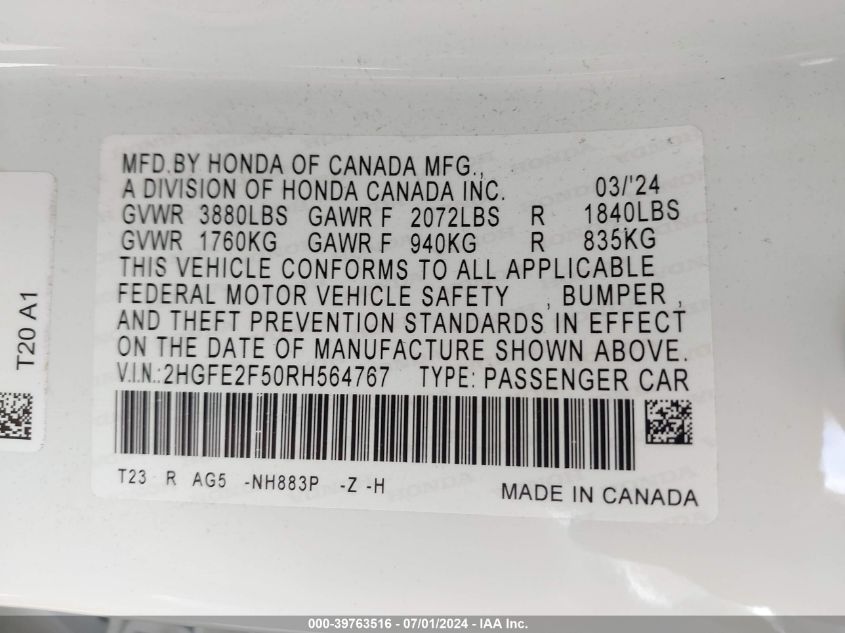 MFD.BY HONDA OF CANADA MFG.,
A DIVISION OF HONDA CANADA INC. 03/'24
GVWR 3880LBS GAWR F 2072LBS R 1840LBS
GVWR 1760KG GAWR F 940KG R 835KG
THIS VEHICLE CONFORMS TO ALL APPLICABLE
FEDERAL MOTOR VEHICLE SAFETY , BUMPER ,
AND THEFT PREVENTION STANDARDS IN EFFECT
ON THE DATE OF MANUFACTURE SHOWN ABOVE.
V.I.N.:2HGFE2F50RH564767 TYPE: PASSENGER CAR
T23 R AG5 -NH883P -Z -H
MADE IN CANADA
T20 A1
000-39763516 - 07/01/2024 - IAA Inc.